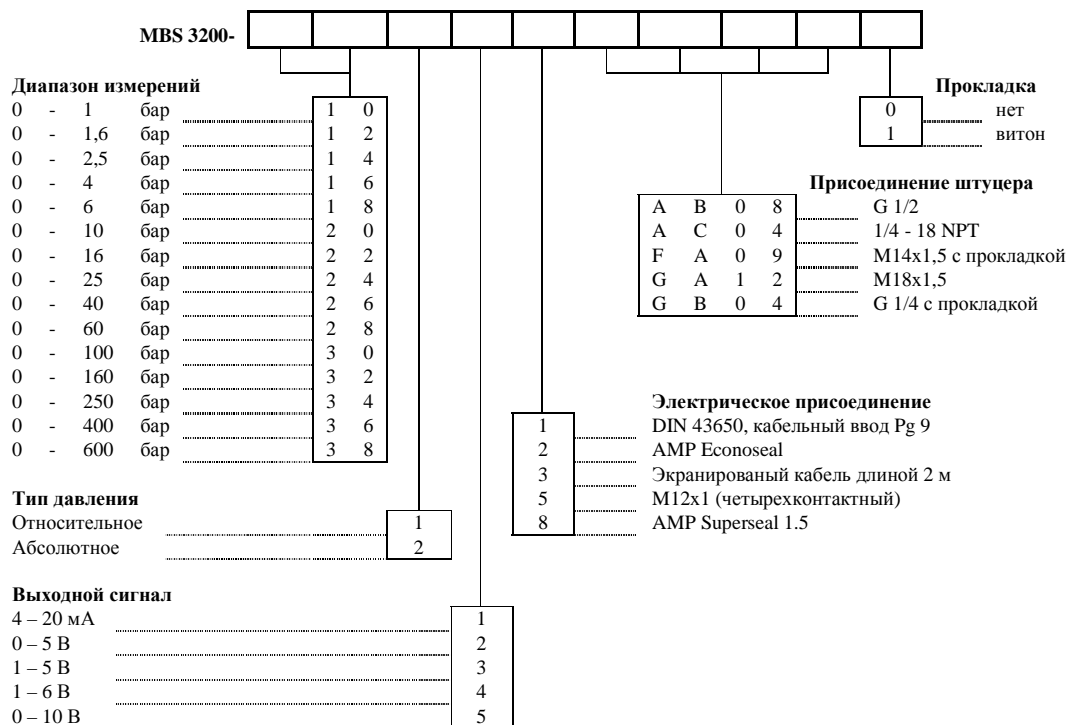 MBS 3200-
Диапазон измерений
0 - 1 бар 1 0
0 - 1,6 бар 1 2
0 - 2,5 бар 1 4
0 - 4 бар 1 6
0 - 6 бар 1 8
0 - 10 бар 2 0
0 - 16 бар 2 2
0 - 25 бар 2 4
0 - 40 бар 2 6
0 - 60 бар 2 8
0 - 100 бар 3 0
0 - 160 бар 3 2
0 - 250 бар 3 4
0 - 400 бар 3 6
0 - 600 бар 3 8
Прокладка
0 нет
1 витон
Присоединение штуцера
A B 0 8 G 1/2
A C 0 4 1/4 - 18 NPT
F A 0 9 M14x1,5 с прокладкой
G A 1 2 M18x1,5
G B 0 4 G 1/4 с прокладкой
Электрическое присоединение
1 DIN 43650, кабельный ввод Pg 9
2 AMP Econoseal
3 Экранированый кабель длиной 2 м
5 M12x1 (четырехконтактный)
8 AMP Superseal 1.5
Тип давления
Относительное 1
Абсолютное 2
Выходной сигнал
4 – 20 мА 1
0 – 5 В 2
1 – 5 В 3
1 – 6 В 4
0 – 10 В 5